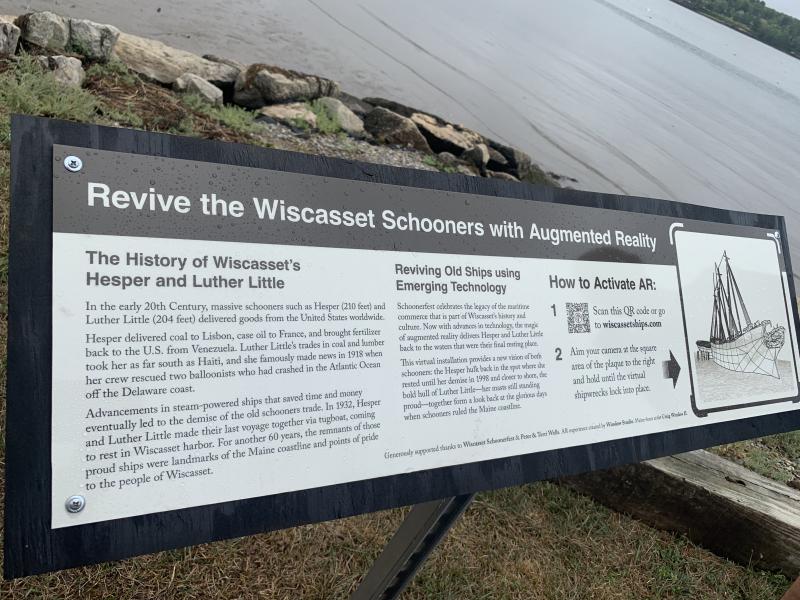 Revive the Wiscasset Schooners with Augmented Reality
The History of Wiscasset's
Hesper and Luther Little
In the early 20th Century, massive schooners such as Hesper (210 feet) and
Luther Little (204 feet) delivered goods from the United States worldwide.
Hesper delivered coal to Lisbon, case oil to France, and brought fertilizer
back to the U.S. from Venezuela. Luther Little's trades in coal and lumber
took her as far south as Haiti, and she famously made news in 1918 when
her crew rescued two balloonists who had crashed in the Atlantic Ocean
off the Delaware coast.
Advancements in steam-powered ships that saved time and money
eventually led to the demise of the old schooners trade. In 1932, Hesper
and Luther Little made their last voyage together via tugboat, coming
to rest in Wiscasset harbor. For another 60 years, the remnants of those
proud ships were landmarks of the Maine coastline and points of pride
to the people of Wiscasset.
Reviving Old Ships using
Emerging Technology
Schoonerfest celebrates the legacy of the maritime
commerce that is part of Wiscasset's history and
culture. Now with advances in technology, the magic
of augmented reality delivers Hesper and Luther Little
back to the waters that were their final resting place.
This virtual installation provides a new vision of both
schooners: the Hesper hulk back in the spot where she
rested until her demise in 1998 and closer to shore, the
bold hull of Luther Little—her masts still standing
proud—together form a look back at the glorious days
when schooners ruled the Maine coastline.
How to Activate AR:
1 Scan this QR code or go
to wiscassetships.com
2 Aim your camera at the square
area of the plaque to the right
and hold until the virtual
shipwrecks lock into place.
Generously supported thanks to Wiscasset Schoonerfest & Peter & Terri Wells. AR experience created by Window Studio.